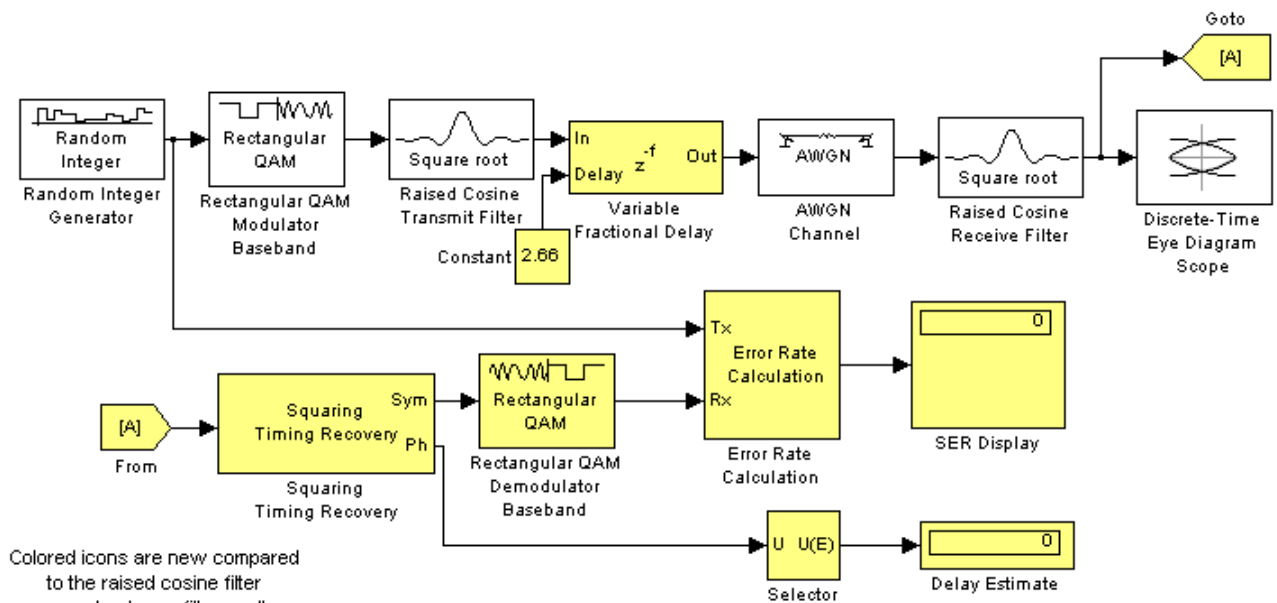 Goto
[A]
Random
Integer
Random Integer
Generator
Rectangular
QAM
Rectangular QAM
Modulator
Baseband
Square root
Raised Cosine
Transmit Filter
In
Delay
z
-f
Out
Variable
Fractional Delay
Constant
2.66
AWGN
AWGN
Channel
Square root
Raised Cosine
Receive Filter
Discrete-Time
Eye Diagram
Scope
[A]
From
Squaring
Timing Recovery
Sym
Ph
Squaring
Timing Recovery
Rectangular
QAM
Rectangular QAM
Demodulator
Baseband
Tx
Rx
Error Rate
Calculation
Error Rate
Calculation
0
SER Display
U U(E)
Selector
0
Delay Estimate
Colored icons are new compared
to the raised cosine filter